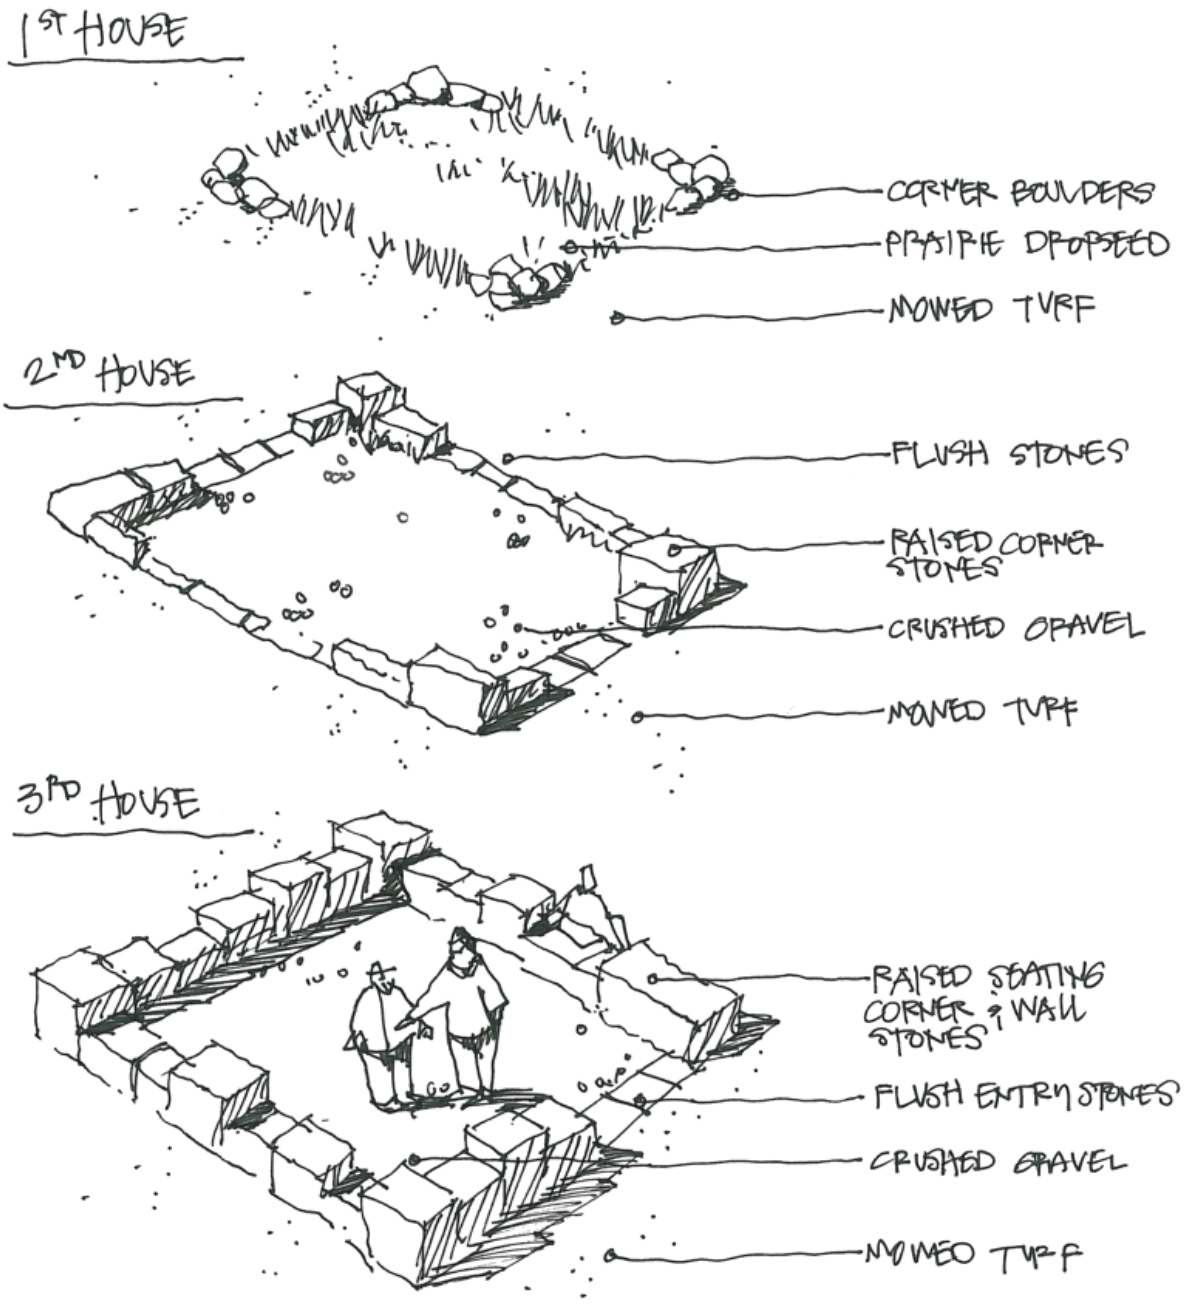 1ST HOUSE
CORNER BOULDERS
PRAIRIE DROPSEED
MOWED TURF
2ND HOUSE
FLUSH STONES
RAISED CORNER
STONES
CRUSHED GRAVEL
MOWED TURF
3RD HOUSE
RAISED SEATING
CORNER & WALL
STONES
FLUSH ENTRY STONES
CRUSHED GRAVEL
MOWED TURF